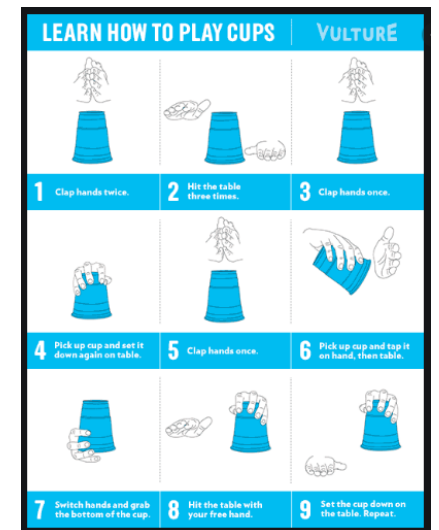 LEARN HOW TO PLAY CUPS
VULTURE
1 Clap hands twice.
2 Hit the table
three times.
3 Clap hands once.
4 Pick up cup and set it
down again on table.
5 Clap hands once.
6 Pick up cup and tap it
on hand, then table.
7 Switch hands and grab
the bottom of the cup.
8 Hit the table with
your free hand.
9 Set the cup down on
the table. Repeat.